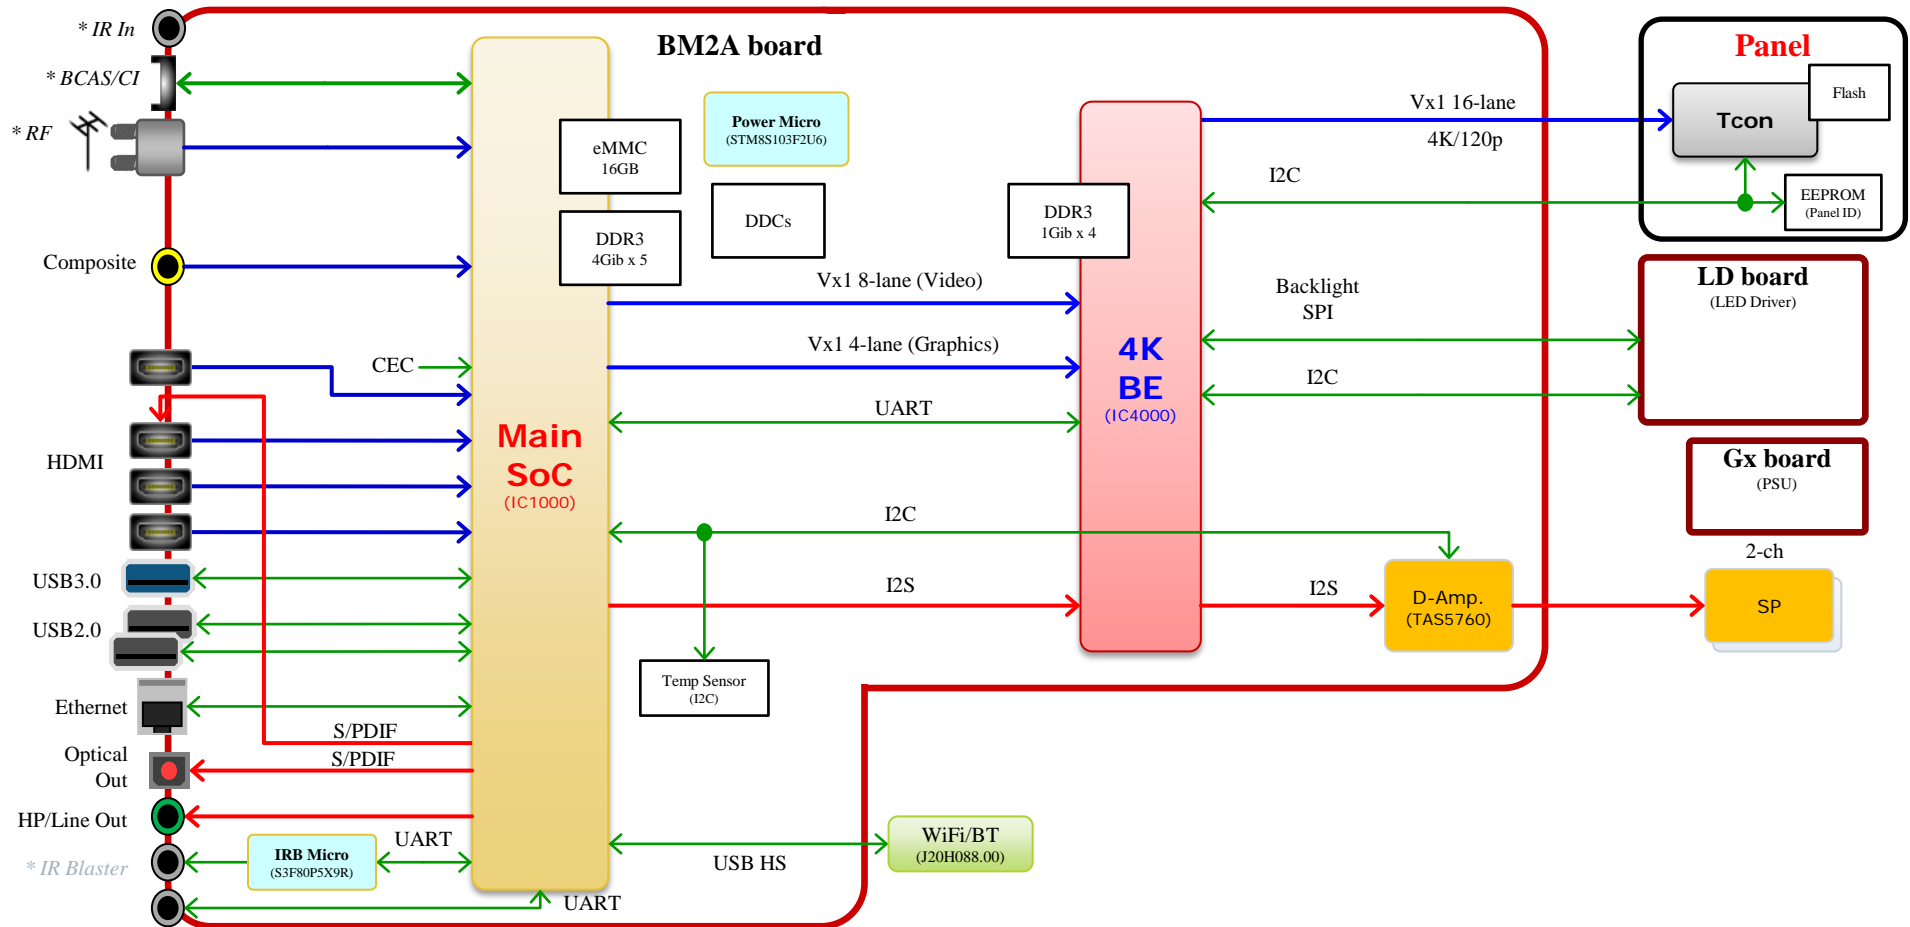 * IR In
BM2A board
Panel
* BCAS/CI
Flash
Vx1 16-lane
Power Micro
(STM8S103F2U6)
Tcon
* RF
4K/120p
eMMC
16GB
I2C
EEPROM
(Panel ID)
DDCs
DDR3
1Gib x 4
DDR3
4Gib x 5
Composite
Vx1 8-lane (Video)
Backlight
SPI
LD board
(LED Driver)
CEC
Vx1 4-lane (Graphics)
4K
BE
(IC4000)
I2C
UART
Main
SoC
(IC1000)
HDMI
Gx board
(PSU)
I2C
2-ch
USB3.0
I2S
I2S
D-Amp.
(TAS5760)
SP
USB2.0
Temp Sensor
(I2C)
Ethernet
S/PDIF
Optical
Out
S/PDIF
HP/Line Out
UART
WiFi/BT
(J20H088.00)
IRB Micro
(S3F80P5X9R)
USB HS
* IR Blaster
UART